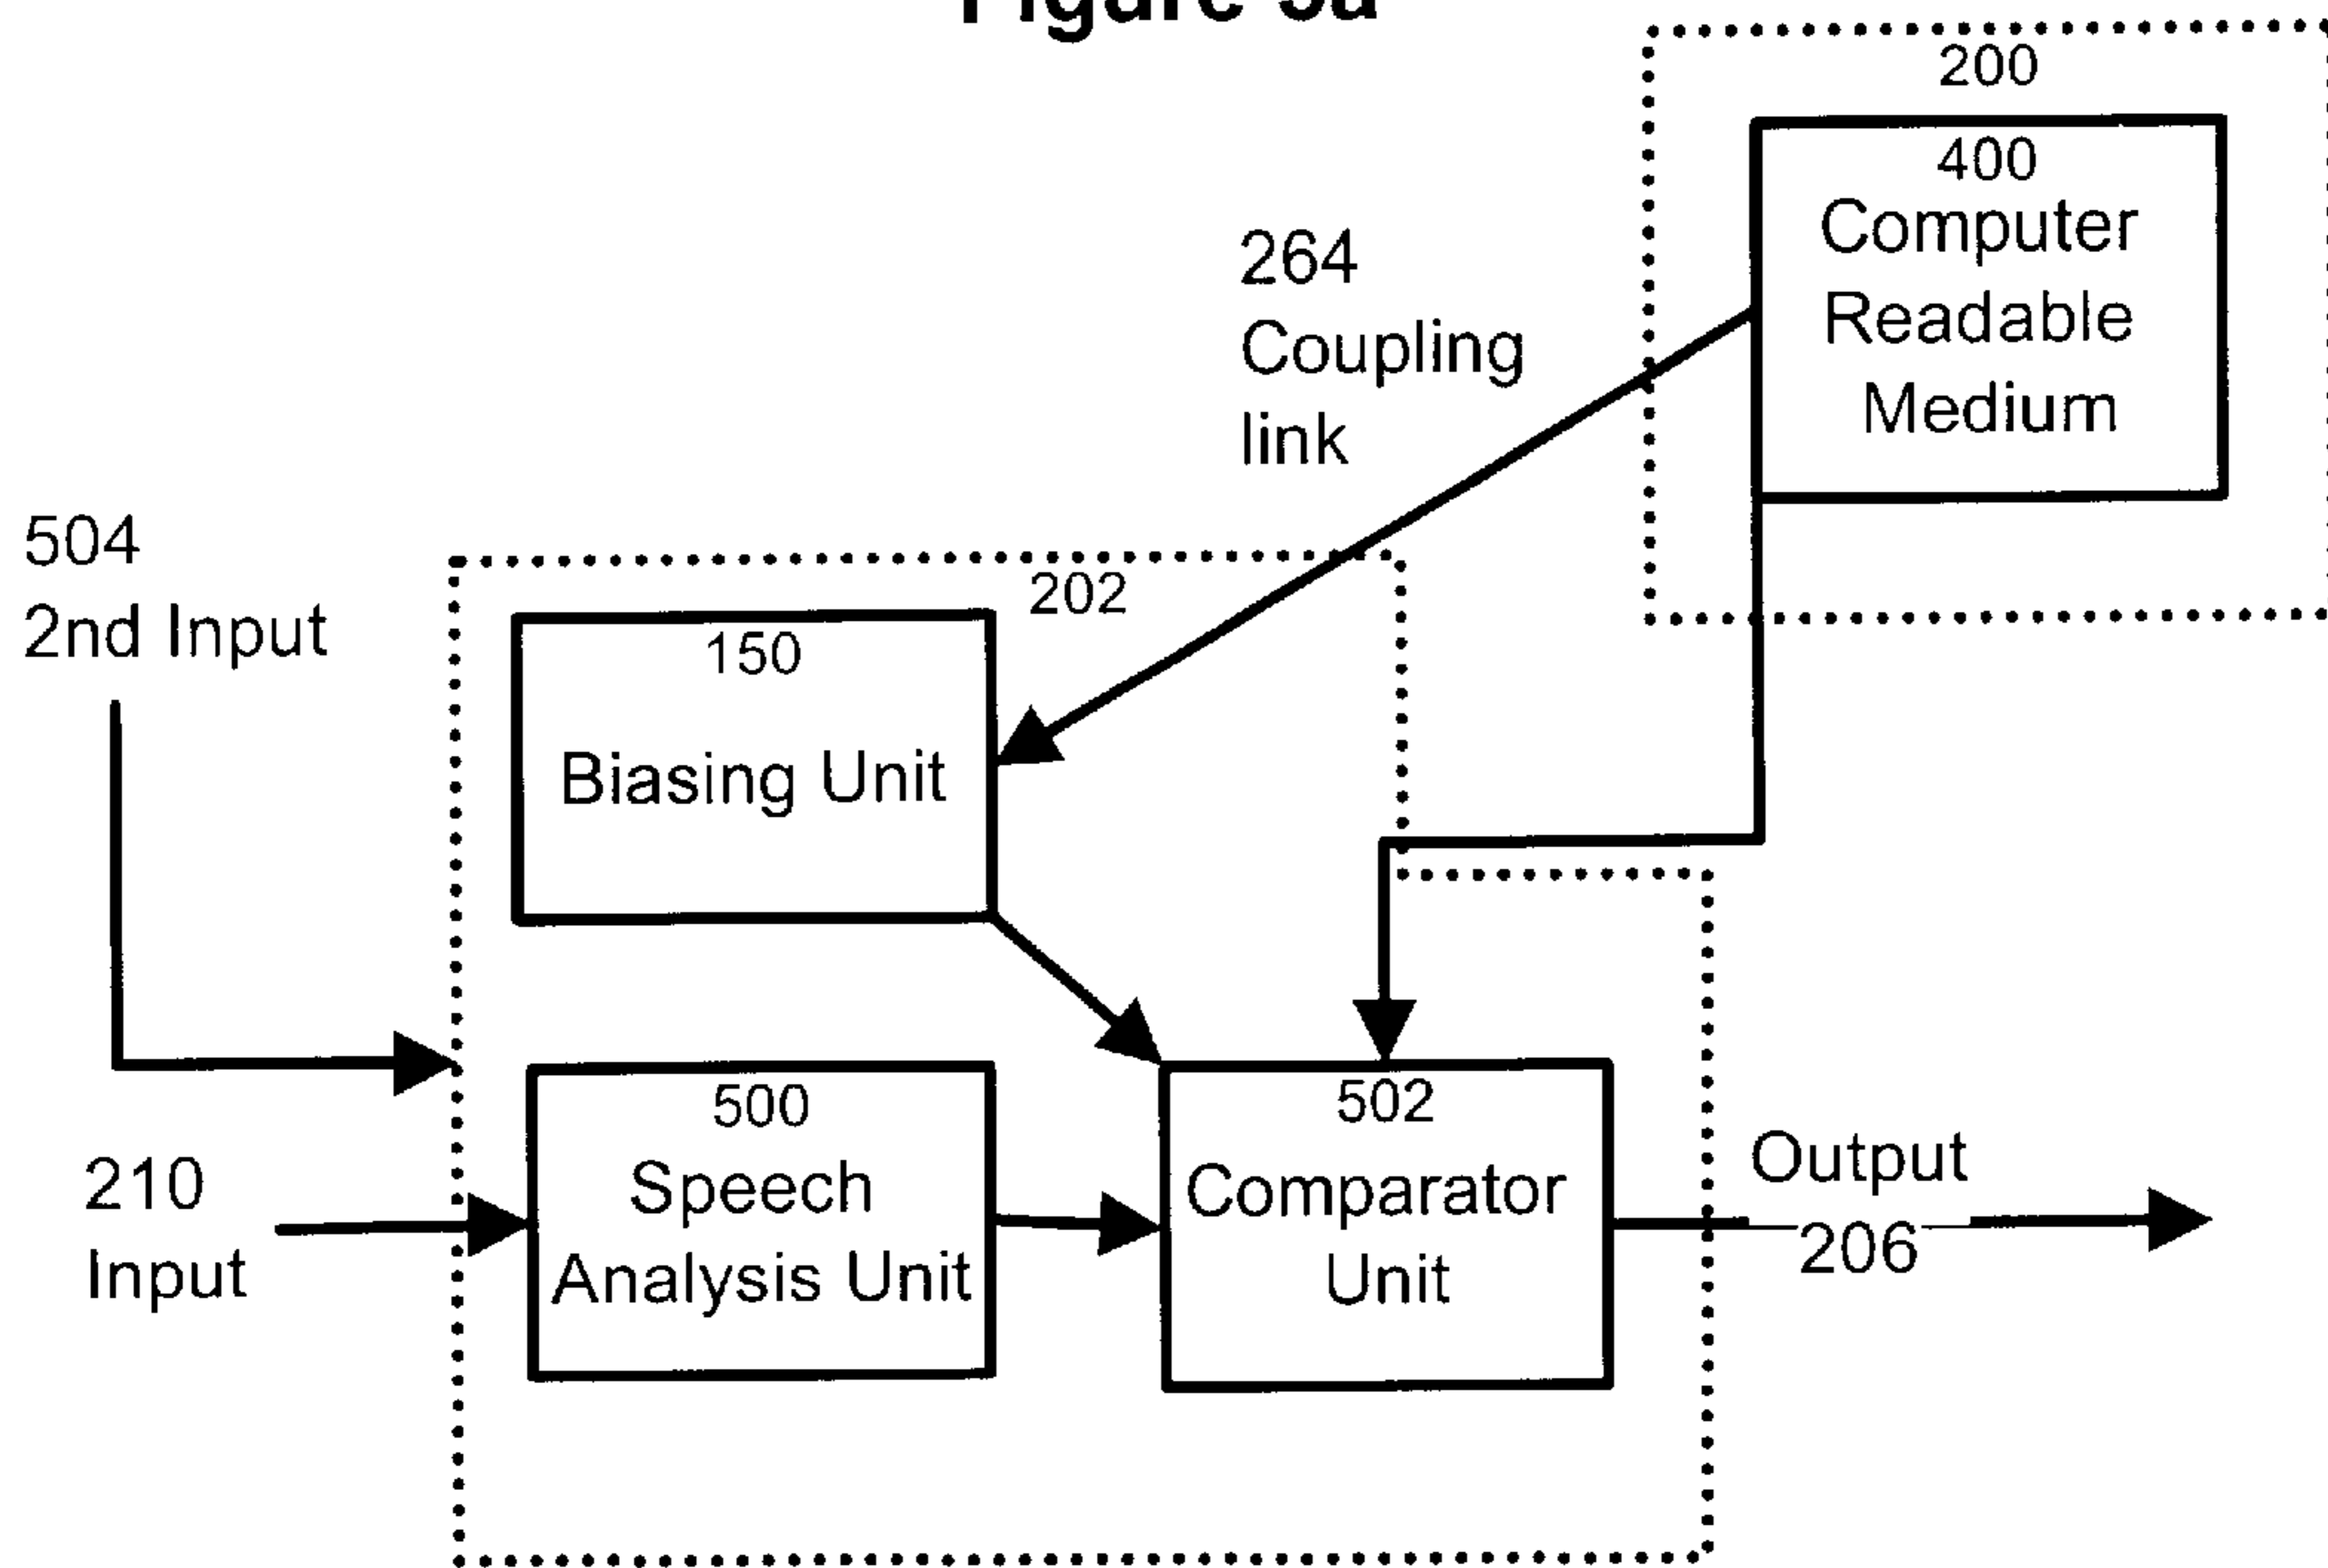 200
400
Computer
Readable
Medium
264
Coupling
link
504
2nd Input
202
150
Biasing Unit
500
Speech
Analysis Unit
502
Comparator
Unit
210
Input
Output
206